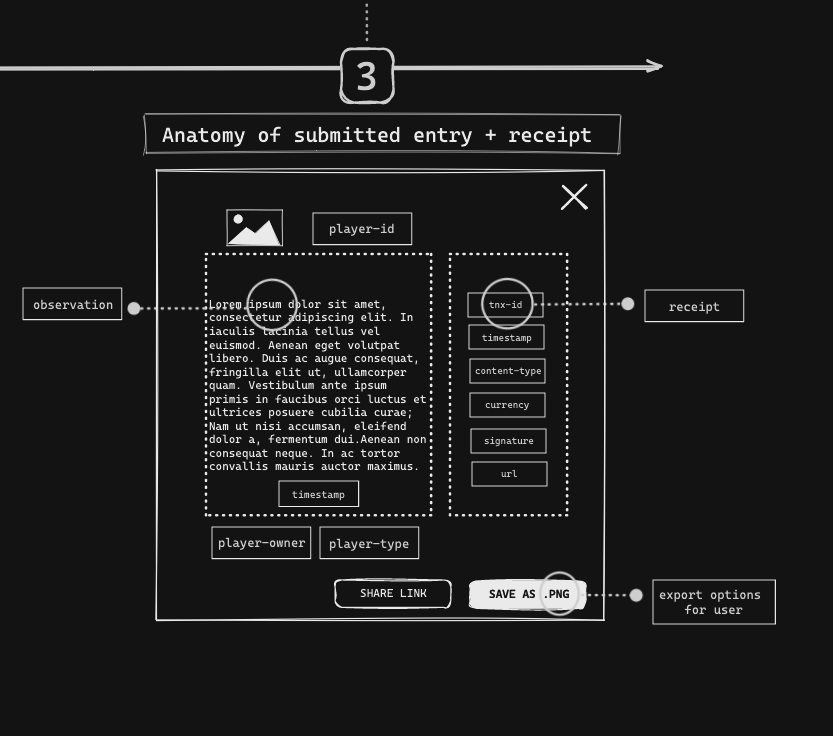 3
Anatomy of submitted entry + receipt
player-id
observation
Lorem ipsum dolor sit amet,
consectetur adipiscing elit. In
iaculis lacinia tellus vel
euismod. Aenean eget volutpat
libero. Duis ac augue consequat,
fringilla elit ut, ullamcorper
quam. Vestibulum ante ipsum
primis in faucibus orci luctus et
ultrices posuere cubilia curae;
Nam ut nisi accumsan, eleifend
dolor a, fermentum dui.Aenean non
consequat neque. In ac tortor
convallis mauris auctor maximus.
timestamp
tnx-id
timestamp
content-type
currency
signature
url
receipt
player-owner
player-type
SHARE LINK
SAVE AS .PNG
export options
for user